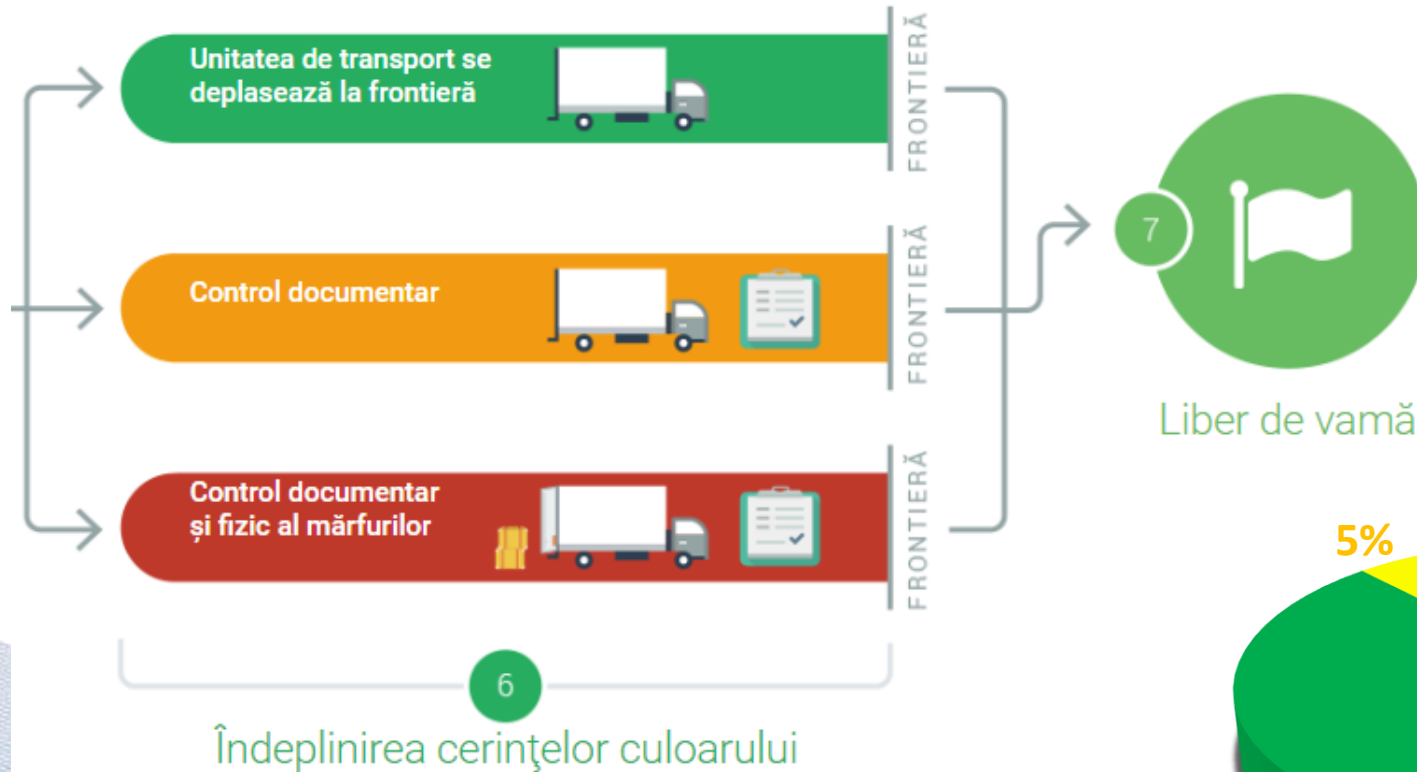 Unitatea de transport se
deplasează la frontieră
FRONTIERĂ
Control documentar
FRONTIERĂ
7
Liber de vamă
Control documentar
și fizic al mărfurilor
FRONTIERĂ
5%
6
Îndeplinirea cerințelor culoarului